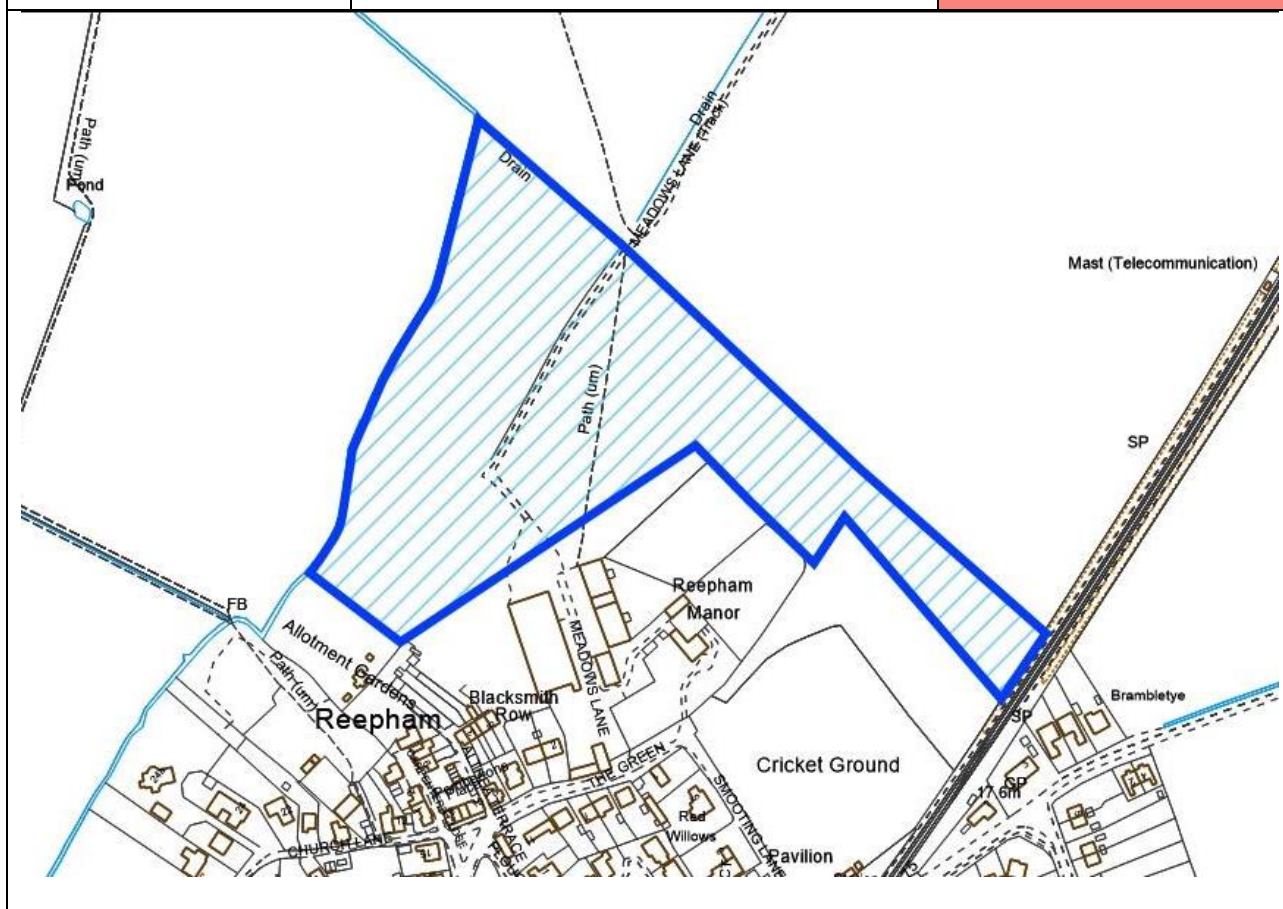 Path (um)
Pond
Drain
Drain
MEADOWS LANE (Track)
Mast (Telecommunication)
SP
Path (um)
FB
Allotment Gardens
Path (um)
Reepham
Manor
MEADOWS LANE
Blacksmith
Row
Reepham
Brambletye
SP
THE GREEN
Cricket Ground
SP
17.6m
SMOOTING LANE
Red
Willows
TERRACE
CHURCH LANE
Pavilion